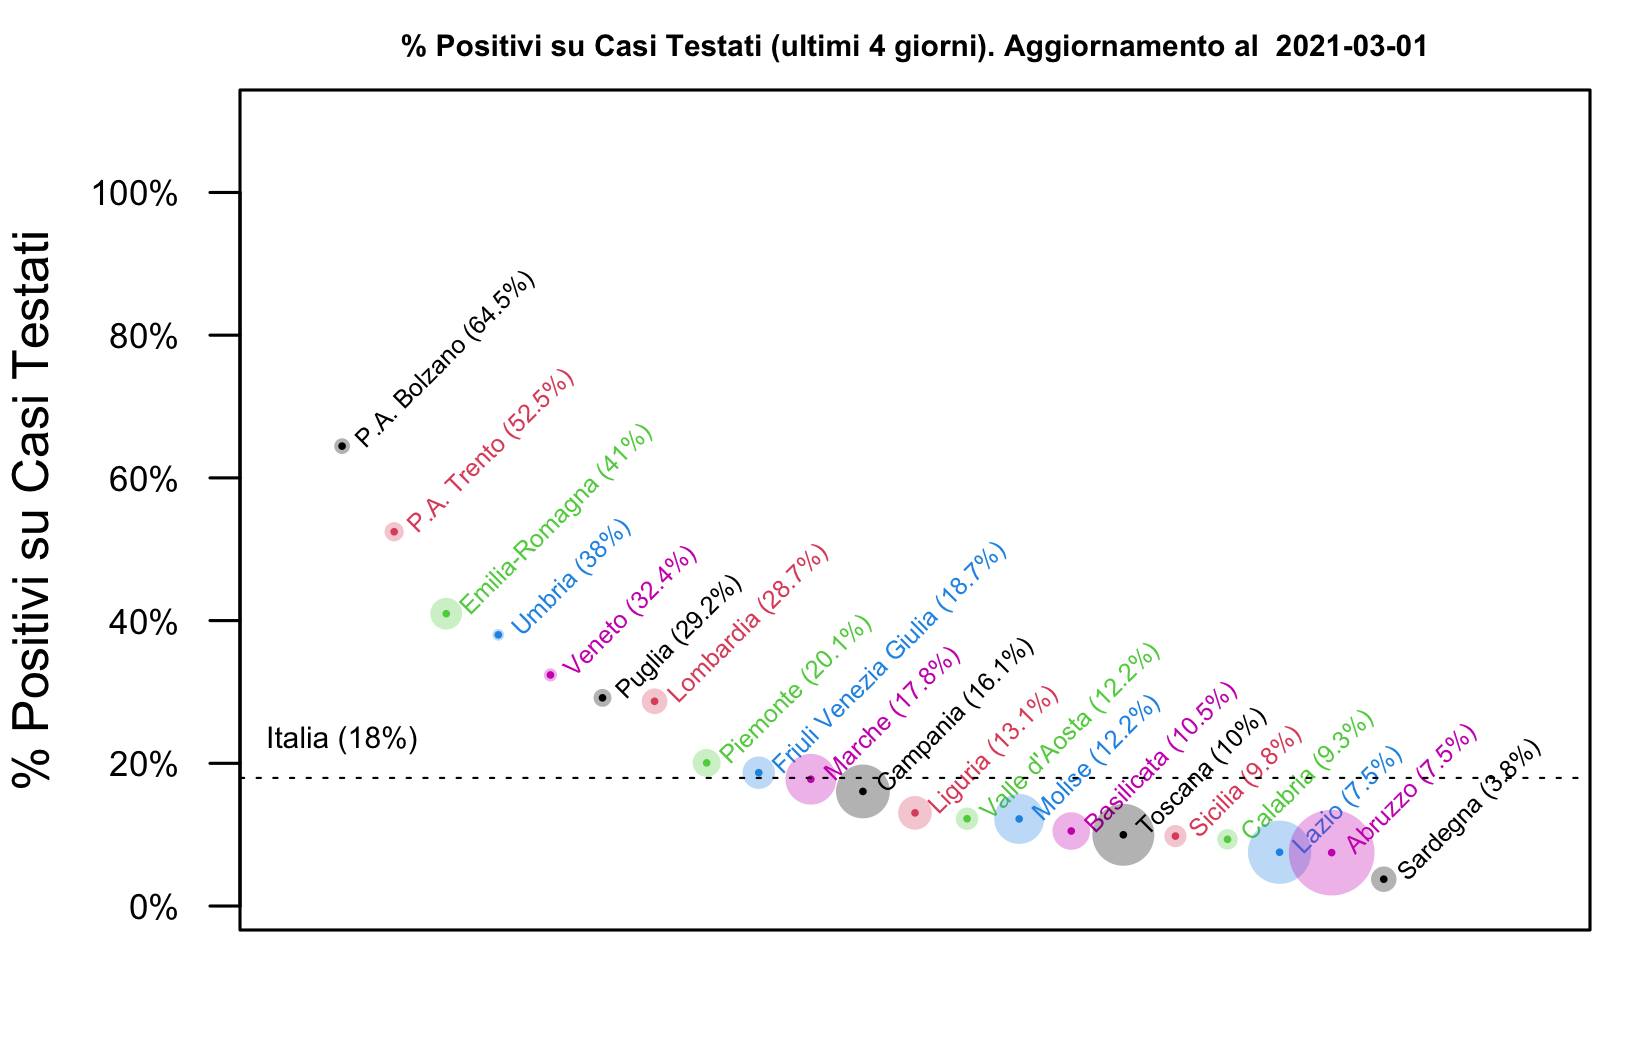 % Positivi su Casi Testati (ultimi 4 giorni). Aggiornamento al  2021-03-01
% Positivi su Casi Testati
100%
80%
60%
40%
20%
0%
Italia (18%)
P.A. Bolzano (64.5%)
P.A. Trento (52.5%)
Emilia-Romagna (41%)
Umbria (38%)
Veneto (32.4%)
Puglia (29.2%)
Lombardia (28.7%)
Piemonte (20.1%)
Friuli Venezia Giulia (18.7%)
Marche (17.8%)
Campania (16.1%)
Liguria (13.1%)
Valle d'Aosta (12.2%)
Molise (12.2%)
Basilicata (10.5%)
Toscana (10%)
Sicilia (9.8%)
Calabria (9.3%)
Lazio (7.5%)
Abruzzo (7.5%)
Sardegna (3.8%)